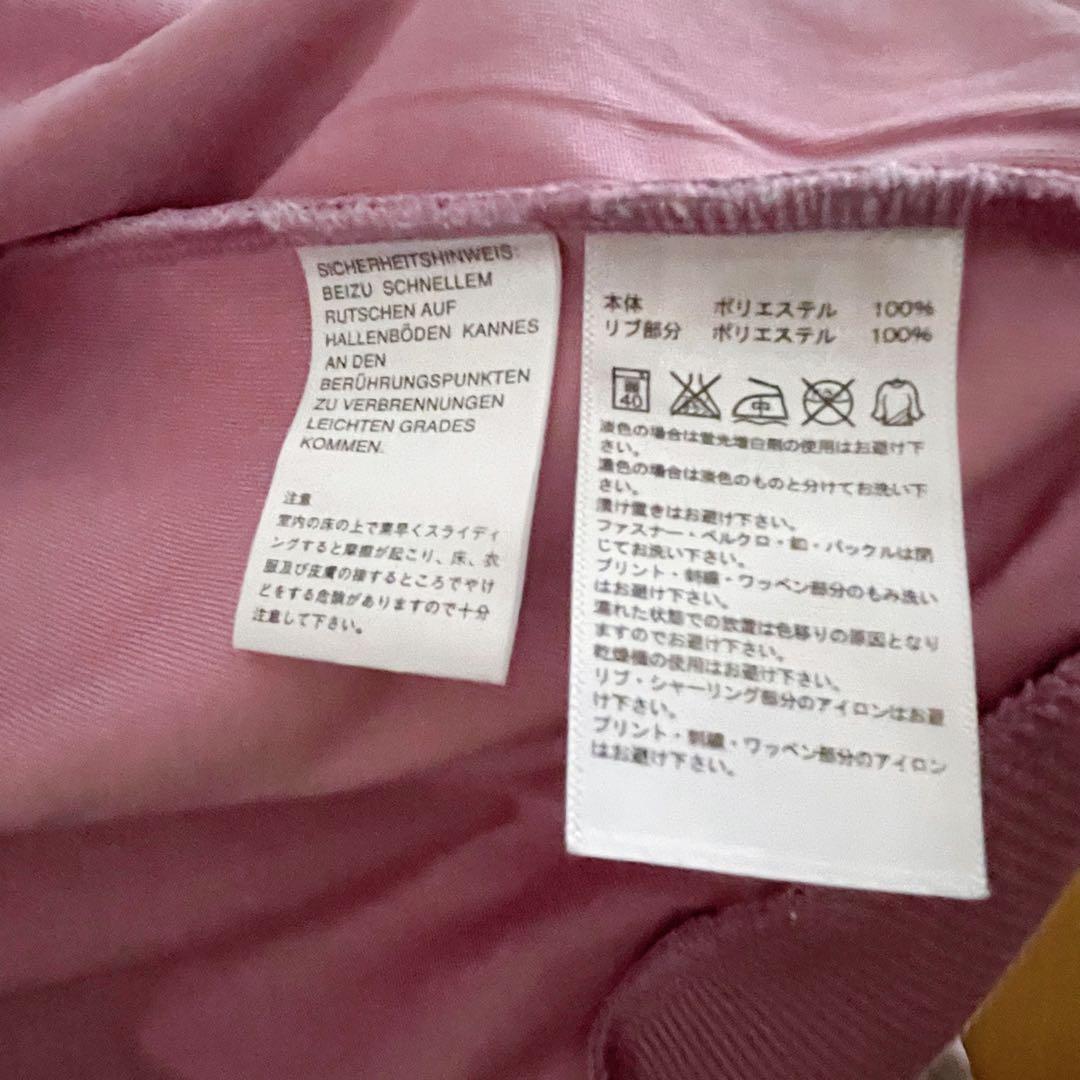 SICHERHEITSHINWEIS:
BEIZU SCHNELLEM
RUTSCHEN AUF
HALLENBÖDEN KANNES
AN DEN
BERÜHRUNGSPUNKTEN
ZU VERBRENNUNGEN
LEICHTEN GRADES
KOMMEN.
注意
室内の床の上で素早くスライディ
ングすると摩擦が起こり、床、衣
服及び皮膚の接するところでやけ
どをする危険がありますので十分
注意して下さい。
本体 ポリエステル 100%
リブ部分 ポリエステル 100%
40 中
淡色の場合は蛍光増白剤の使用はお避け下
さい。
濃色の場合は淡色のものと分けてお洗い下
さい。
漬け置きはお避け下さい。
ファスナー・ベルクロ・釦・バックルは閉
じてお洗い下さい。
プリント・刺繍・ワッペン部分のもみ洗い
はお避け下さい。
濡れた状態での放置は色移りの原因となり
ますのでお避け下さい。
乾燥機の使用はお避け下さい。
リブ・シャーリング部分のアイロンはお避
け下さい。
プリント・刺繍・ワッペン部分のアイロン
はお避け下さい。